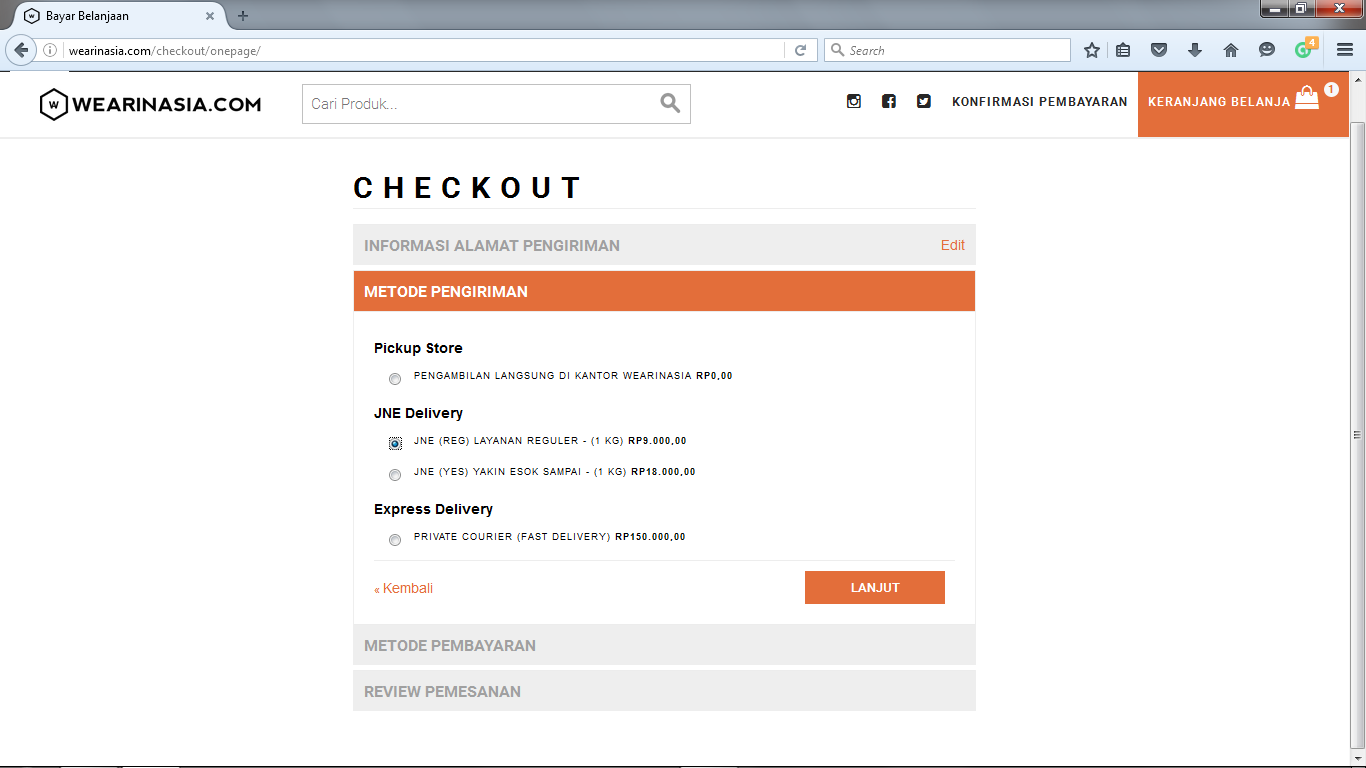 Bayar Belanjaan
wearinasia.com/checkout/onepage/
Search
4
WEARINASIA.COM
Cari Produk...
KONFIRMASI PEMBAYARAN
KERANJANG BELANJA
1
CHECKOUT
INFORMASI ALAMAT PENGIRIMAN Edit
METODE PENGIRIMAN
Pickup Store
PENGAMBILAN LANGSUNG DI KANTOR WEARINASIA RP0,00
JNE Delivery
JNE (REG) LAYANAN REGULER - (1 KG) RP9.000,00
JNE (YES) YAKIN ESOK SAMPAI - (1 KG) RP18.000,00
Express Delivery
PRIVATE COURIER (FAST DELIVERY) RP150.000,00
« Kembali LANJUT
METODE PEMBAYARAN
REVIEW PEMESANAN